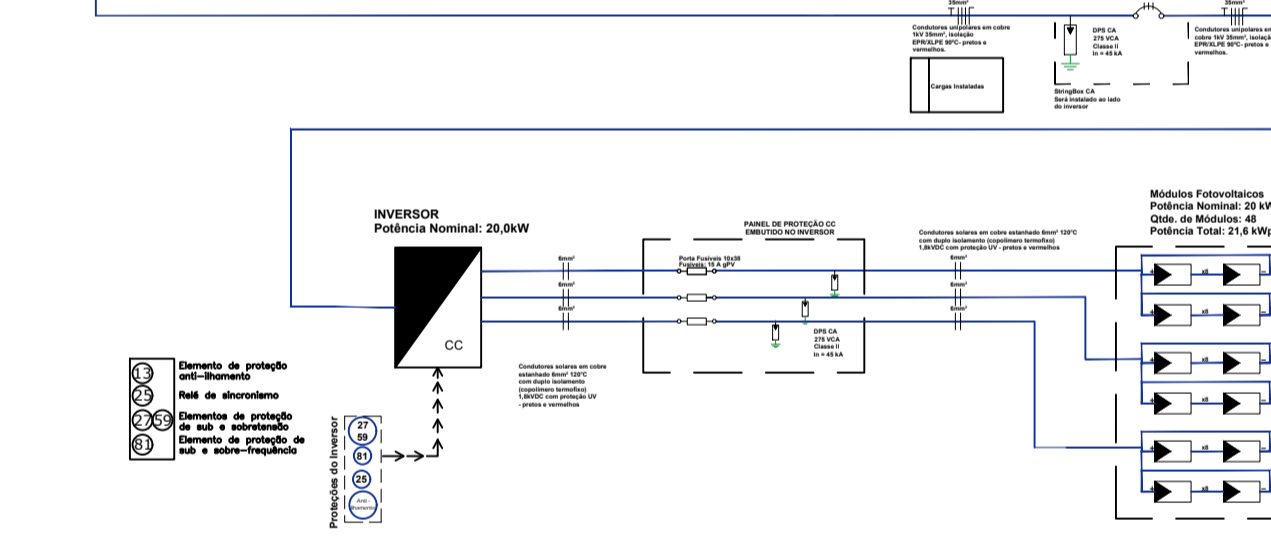 35mm²
35mm²
Condutores unipolares em cobre
1kV 35mm², isolação
EPR/XLPE 90°C- pretos e
vermelhos.
DPS CA
275 VCA
Classe II
In = 45 kA
Condutores unipolares em
cobre 1kV 35mm², isolaçã
EPR/XLPE 90°C- pretos e
vermelhos.
Cargas Instaladas
StringBox CA
Será instalado ao lado
do inversor
INVERSOR
Potência Nominal: 20,0kW
CC
PAINEL DE PROTEÇÃO CC
EMBUTIDO NO INVERSOR
Porta Fusíveis 10x38
Fusíveis: 15 A gPV
6mm²
6mm²
6mm²
DPS CA
275 VCA
Classe II
In = 45 kA
Condutores solares em cobre estanhado 6mm² 120°C
com duplo isolamento (copolímero termofixo)
1,8kVDC com proteção UV - pretos e vermelhos
6mm²
6mm²
6mm²
Módulos Fotovoltaicos
Potência Nominal: 20 kW
Qtde. de Módulos: 48
Potência Total: 21,6 kWp
x8
x8
x8
x8
x8
x8
Condutores solares em cobre
estanhado 6mm² 120°C
com duplo isolamento
(copolímero termofixo)
1,8kVDC com proteção UV
- pretos e vermelhos
13 Elemento de proteção
anti-ilhamento
25 Relé de sincronismo
27 59 Elementos de proteção
de sub e sobretensão
81 Elemento de proteção de
sub e sobre-frequência
Proteções do Inversor
27
59
81
25
Anti -
Ilhamento